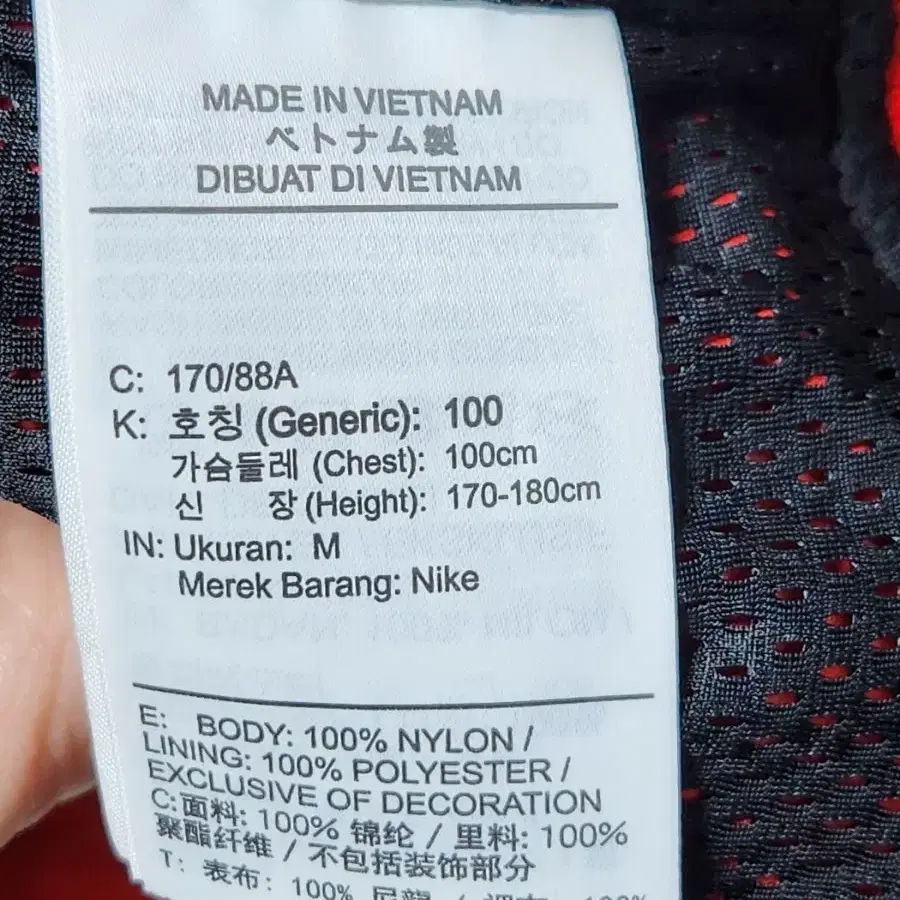 MADE IN VIETNAM
ベトナム製
DIBUAT DI VIETNAM
C: 170/88A
K: 호칭 (Generic): 100
가슴둘레 (Chest): 100cm
신 장 (Height): 170-180cm
IN: Ukuran: M
Merek Barang: Nike
E: BODY: 100% NYLON /
LINING: 100% POLYESTER /
EXCLUSIVE OF DECORATION
C:面料: 100% 锦纶 / 里料: 100%
聚酯纤维 / 不包括装饰部分
T: 表布: 100%